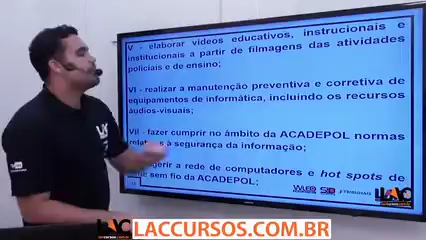 V - elaborar vídeos educativos, instrucionais e
institucionais a partir de filmagens das atividades
policiais e de ensino;
VI - realizar a manutenção preventiva e corretiva de
equipamentos de informática, incluindo os recursos
áudios-visuais;
VII - fazer cumprir no âmbito da ACADEPOL normas
à segurança da informação;
gerir a rede de computadores e hot spots de
sem fio da ACADEPOL;
LAC
LACCURSOS.COM.BR